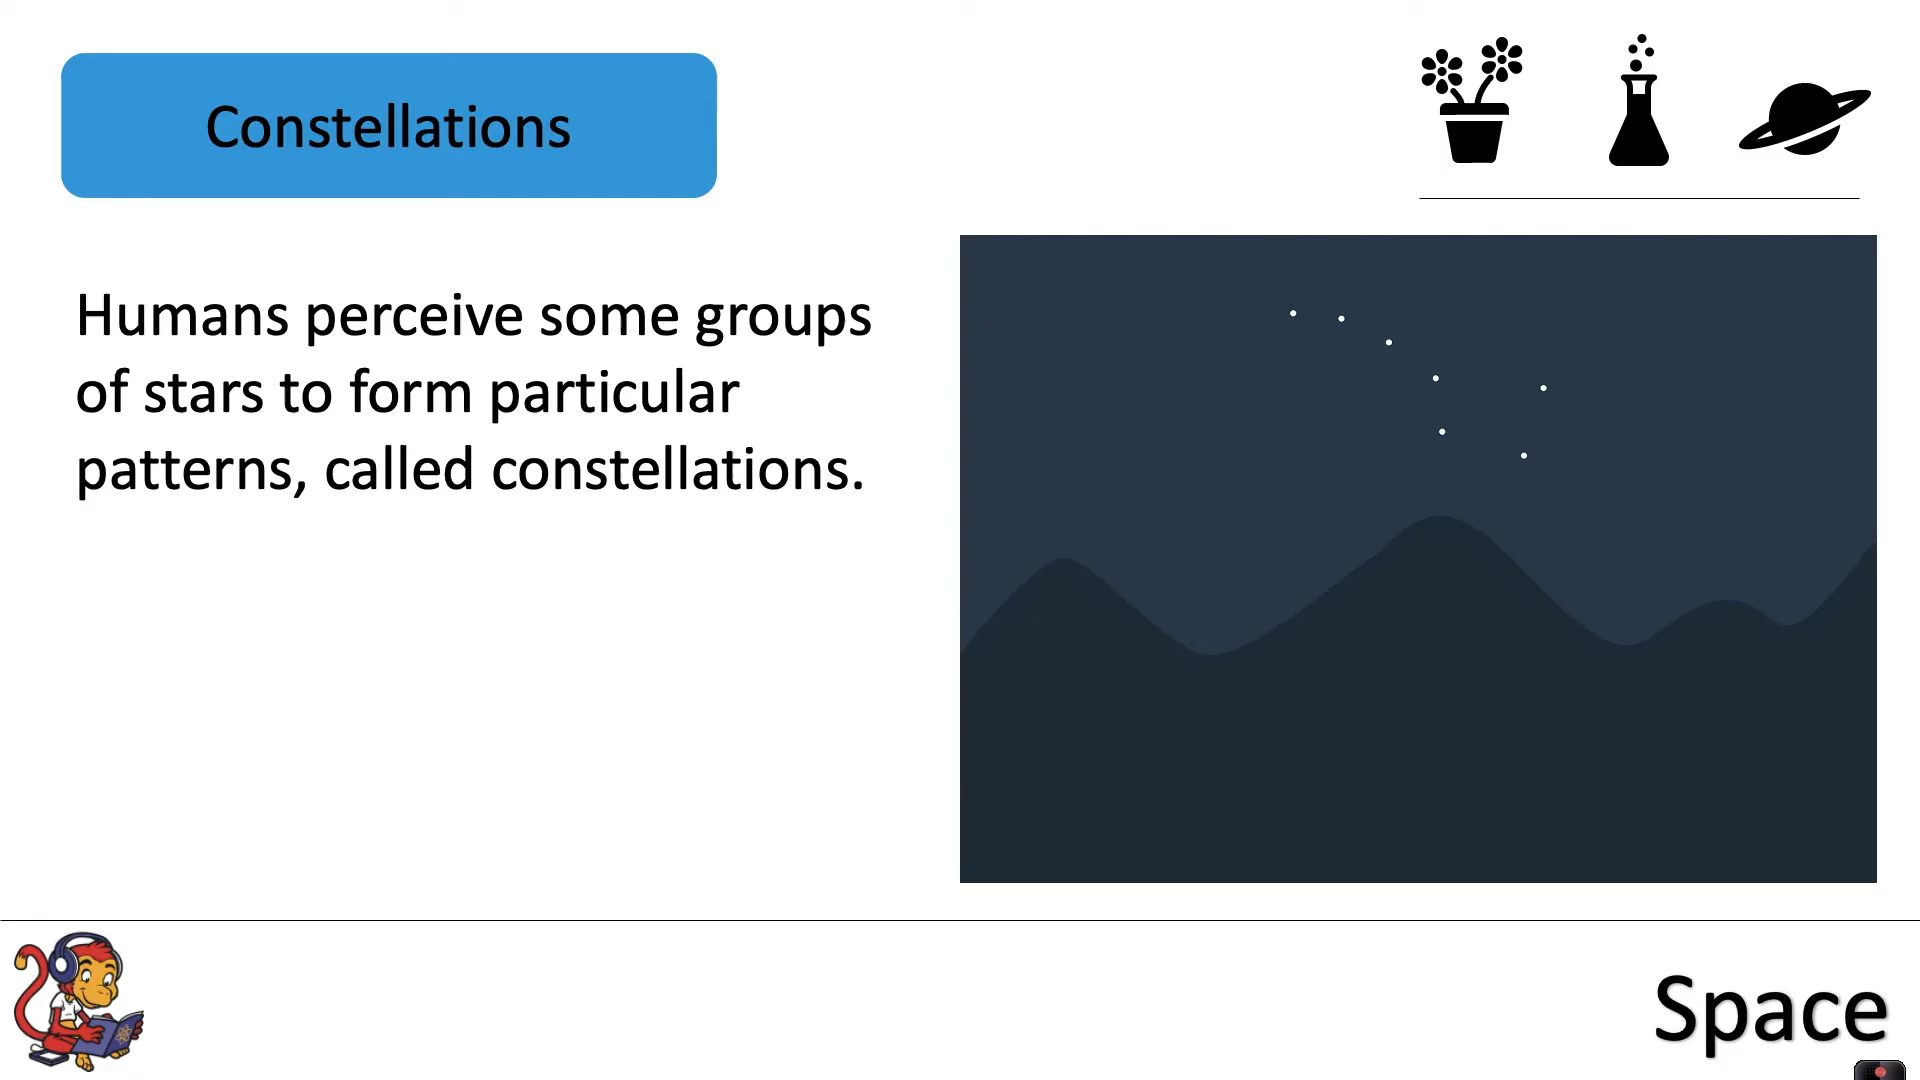 Constellations
Humans perceive some groups
of stars to form particular
patterns, called constellations.
Space